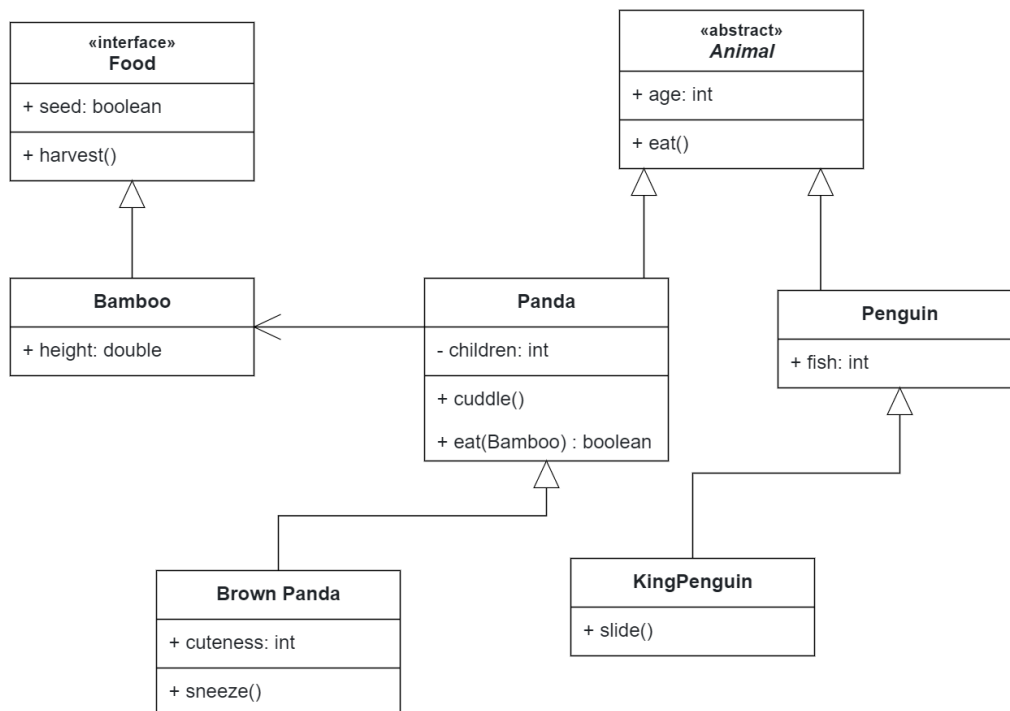 «interface»
Food
+ seed: boolean
+ harvest()
«abstract»
Animal
+ age: int
+ eat()
Bamboo
+ height: double
Panda
- children: int
+ cuddle()
+ eat(Bamboo) : boolean
Penguin
+ fish: int
Brown Panda
+ cuteness: int
+ sneeze()
KingPenguin
+ slide()